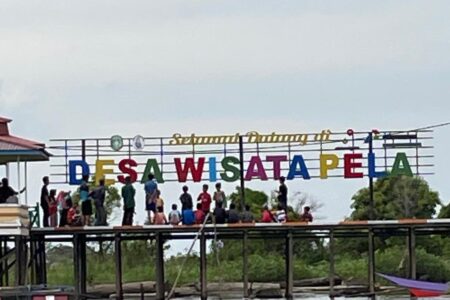 Selamat Datang di
DESA WISATA PELA